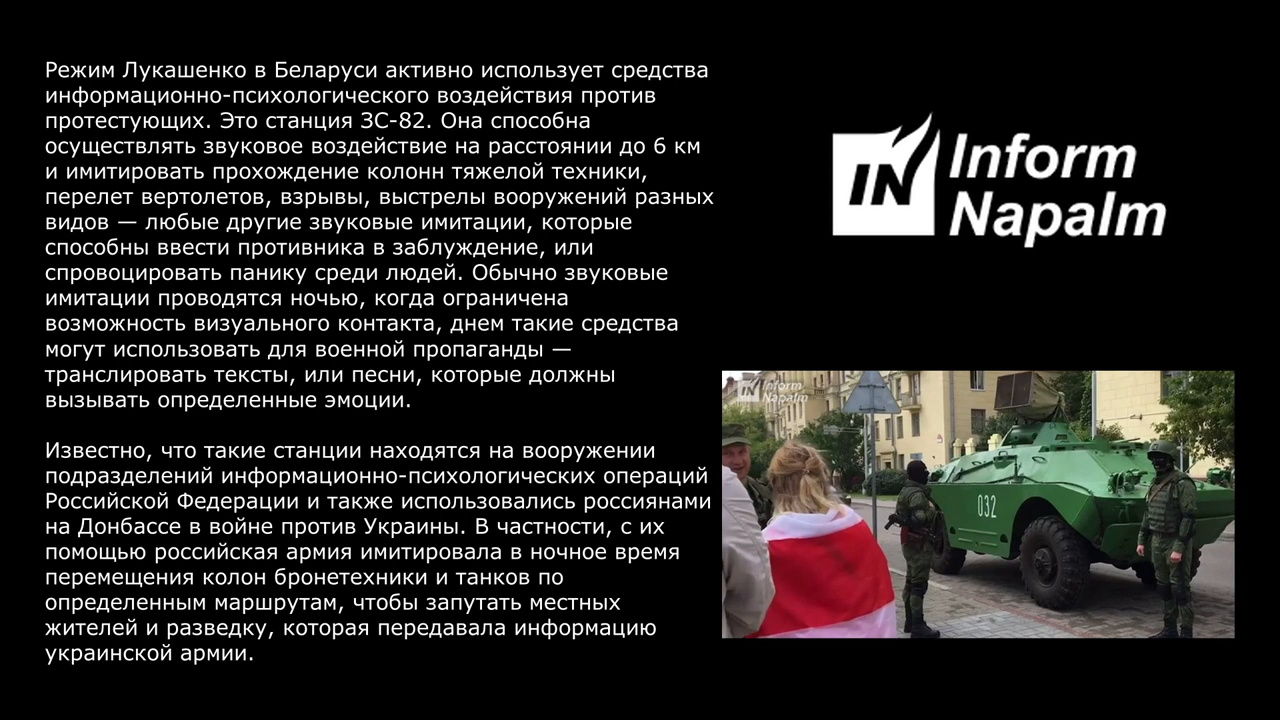 Режим Лукашенко в Беларуси активно использует средства
информационно-психологического воздействия против
протестующих. Это станция ЗС-82. Она способна
осуществлять звуковое воздействие на расстоянии до 6 км
и имитировать прохождение колонн тяжелой техники,
перелет вертолетов, взрывы, выстрелы вооружений разных
видов — любые другие звуковые имитации, которые
способны ввести противника в заблуждение, или
спровоцировать панику среди людей. Обычно звуковые
имитации проводятся ночью, когда ограничена
возможность визуального контакта, днем такие средства
могут использовать для военной пропаганды —
транслировать тексты, или песни, которые должны
вызывать определенные эмоции.
Известно, что такие станции находятся на вооружении
подразделений информационно-психологических операций
Российской Федерации и также использовались россиянами
на Донбассе в войне против Украины. В частности, с их
помощью российская армия имитировала в ночное время
перемещения колон бронетехники и танков по
определенным маршрутам, чтобы запутать местных
жителей и разведку, которая передавала информацию
украинской армии.
IN
Inform
Napalm
IN
Inform
Napalm
032